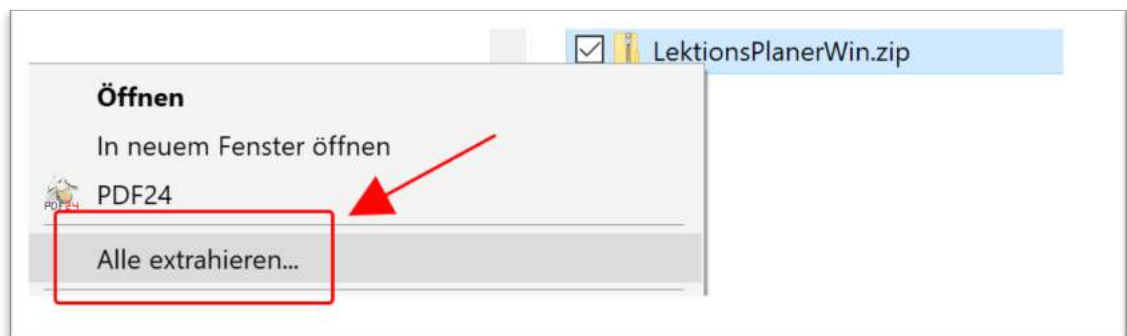 LektionsPlanerWin.zip
Öffnen
In neuem Fenster öffnen
PDF24
Alle extrahieren...